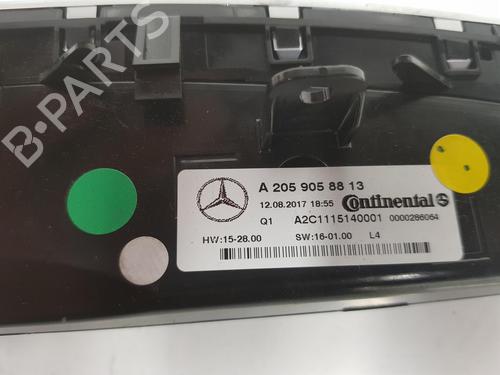 B-PARTS
A 205 905 88 13
12.08.2017 18:55 Continental
Q1 A2C1115140001 0000286064
HW:15-28.00 SW:16-01.00 L4